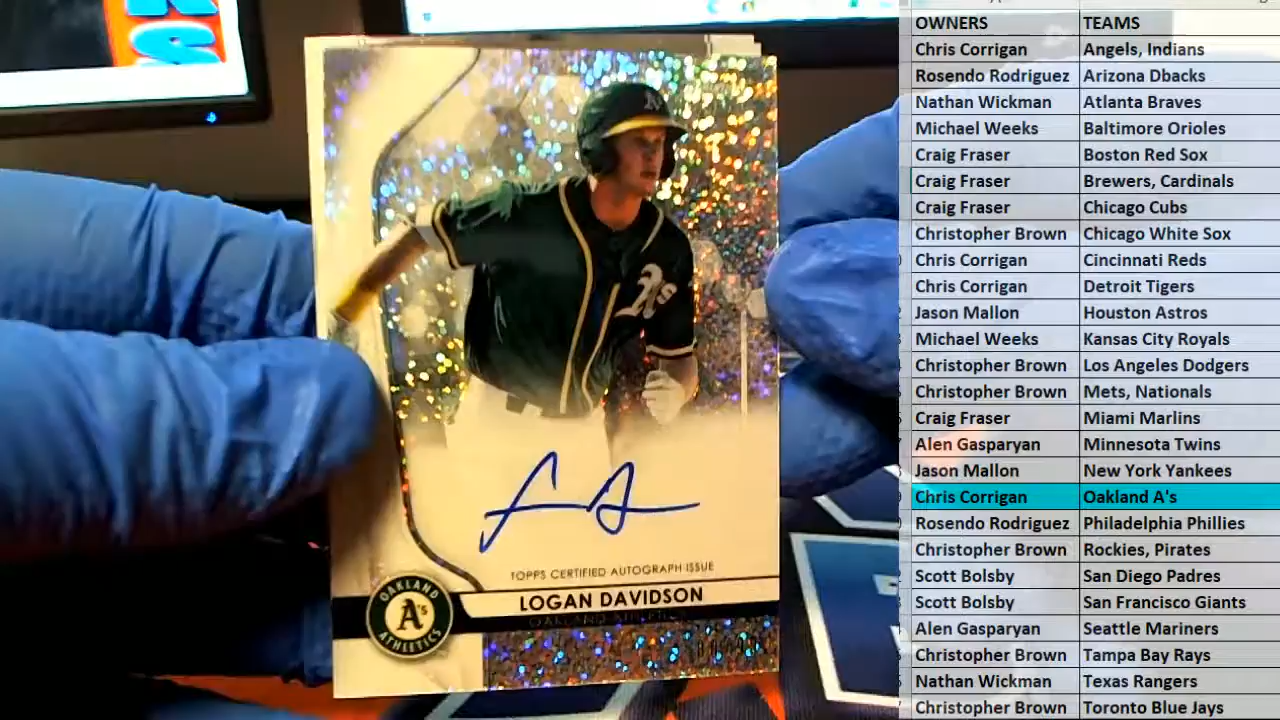 KS
A's
TOPPS CERTIFIED AUTOGRAPH ISSUE
LOGAN DAVIDSON
OAKLAND ATHLETICS
OAKLAND
A's
ATHLETICS
OWNERS TEAMS
Chris Corrigan Angels, Indians
Rosendo Rodriguez Arizona Dbacks
Nathan Wickman Atlanta Braves
Michael Weeks Baltimore Orioles
Craig Fraser Boston Red Sox
Craig Fraser Brewers, Cardinals
Craig Fraser Chicago Cubs
Christopher Brown Chicago White Sox
Chris Corrigan Cincinnati Reds
Chris Corrigan Detroit Tigers
Jason Mallon Houston Astros
Michael Weeks Kansas City Royals
Christopher Brown Los Angeles Dodgers
Christopher Brown Mets, Nationals
Craig Fraser Miami Marlins
Alen Gasparyan Minnesota Twins
Jason Mallon New York Yankees
Chris Corrigan Oakland A's
Rosendo Rodriguez Philadelphia Phillies
Christopher Brown Rockies, Pirates
Scott Bolsby San Diego Padres
Scott Bolsby San Francisco Giants
Alen Gasparyan Seattle Mariners
Christopher Brown Tampa Bay Rays
Nathan Wickman Texas Rangers
Christopher Brown Toronto Blue Jays